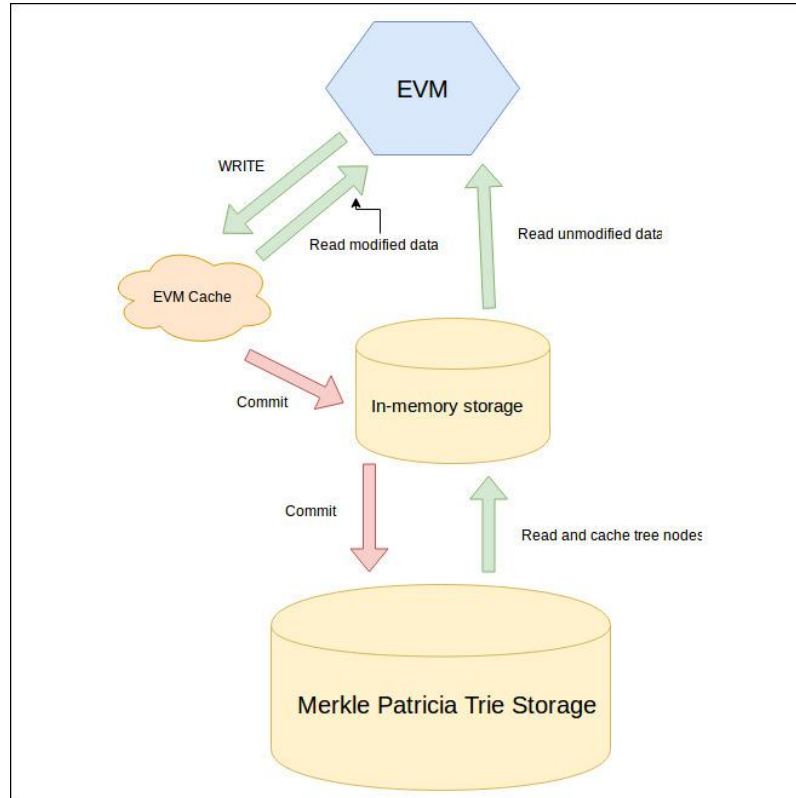 EVM
WRITE
Read modified data
Read unmodified data
EVM Cache
Commit
In-memory storage
Commit
Read and cache tree nodes
Merkle Patricia Trie Storage